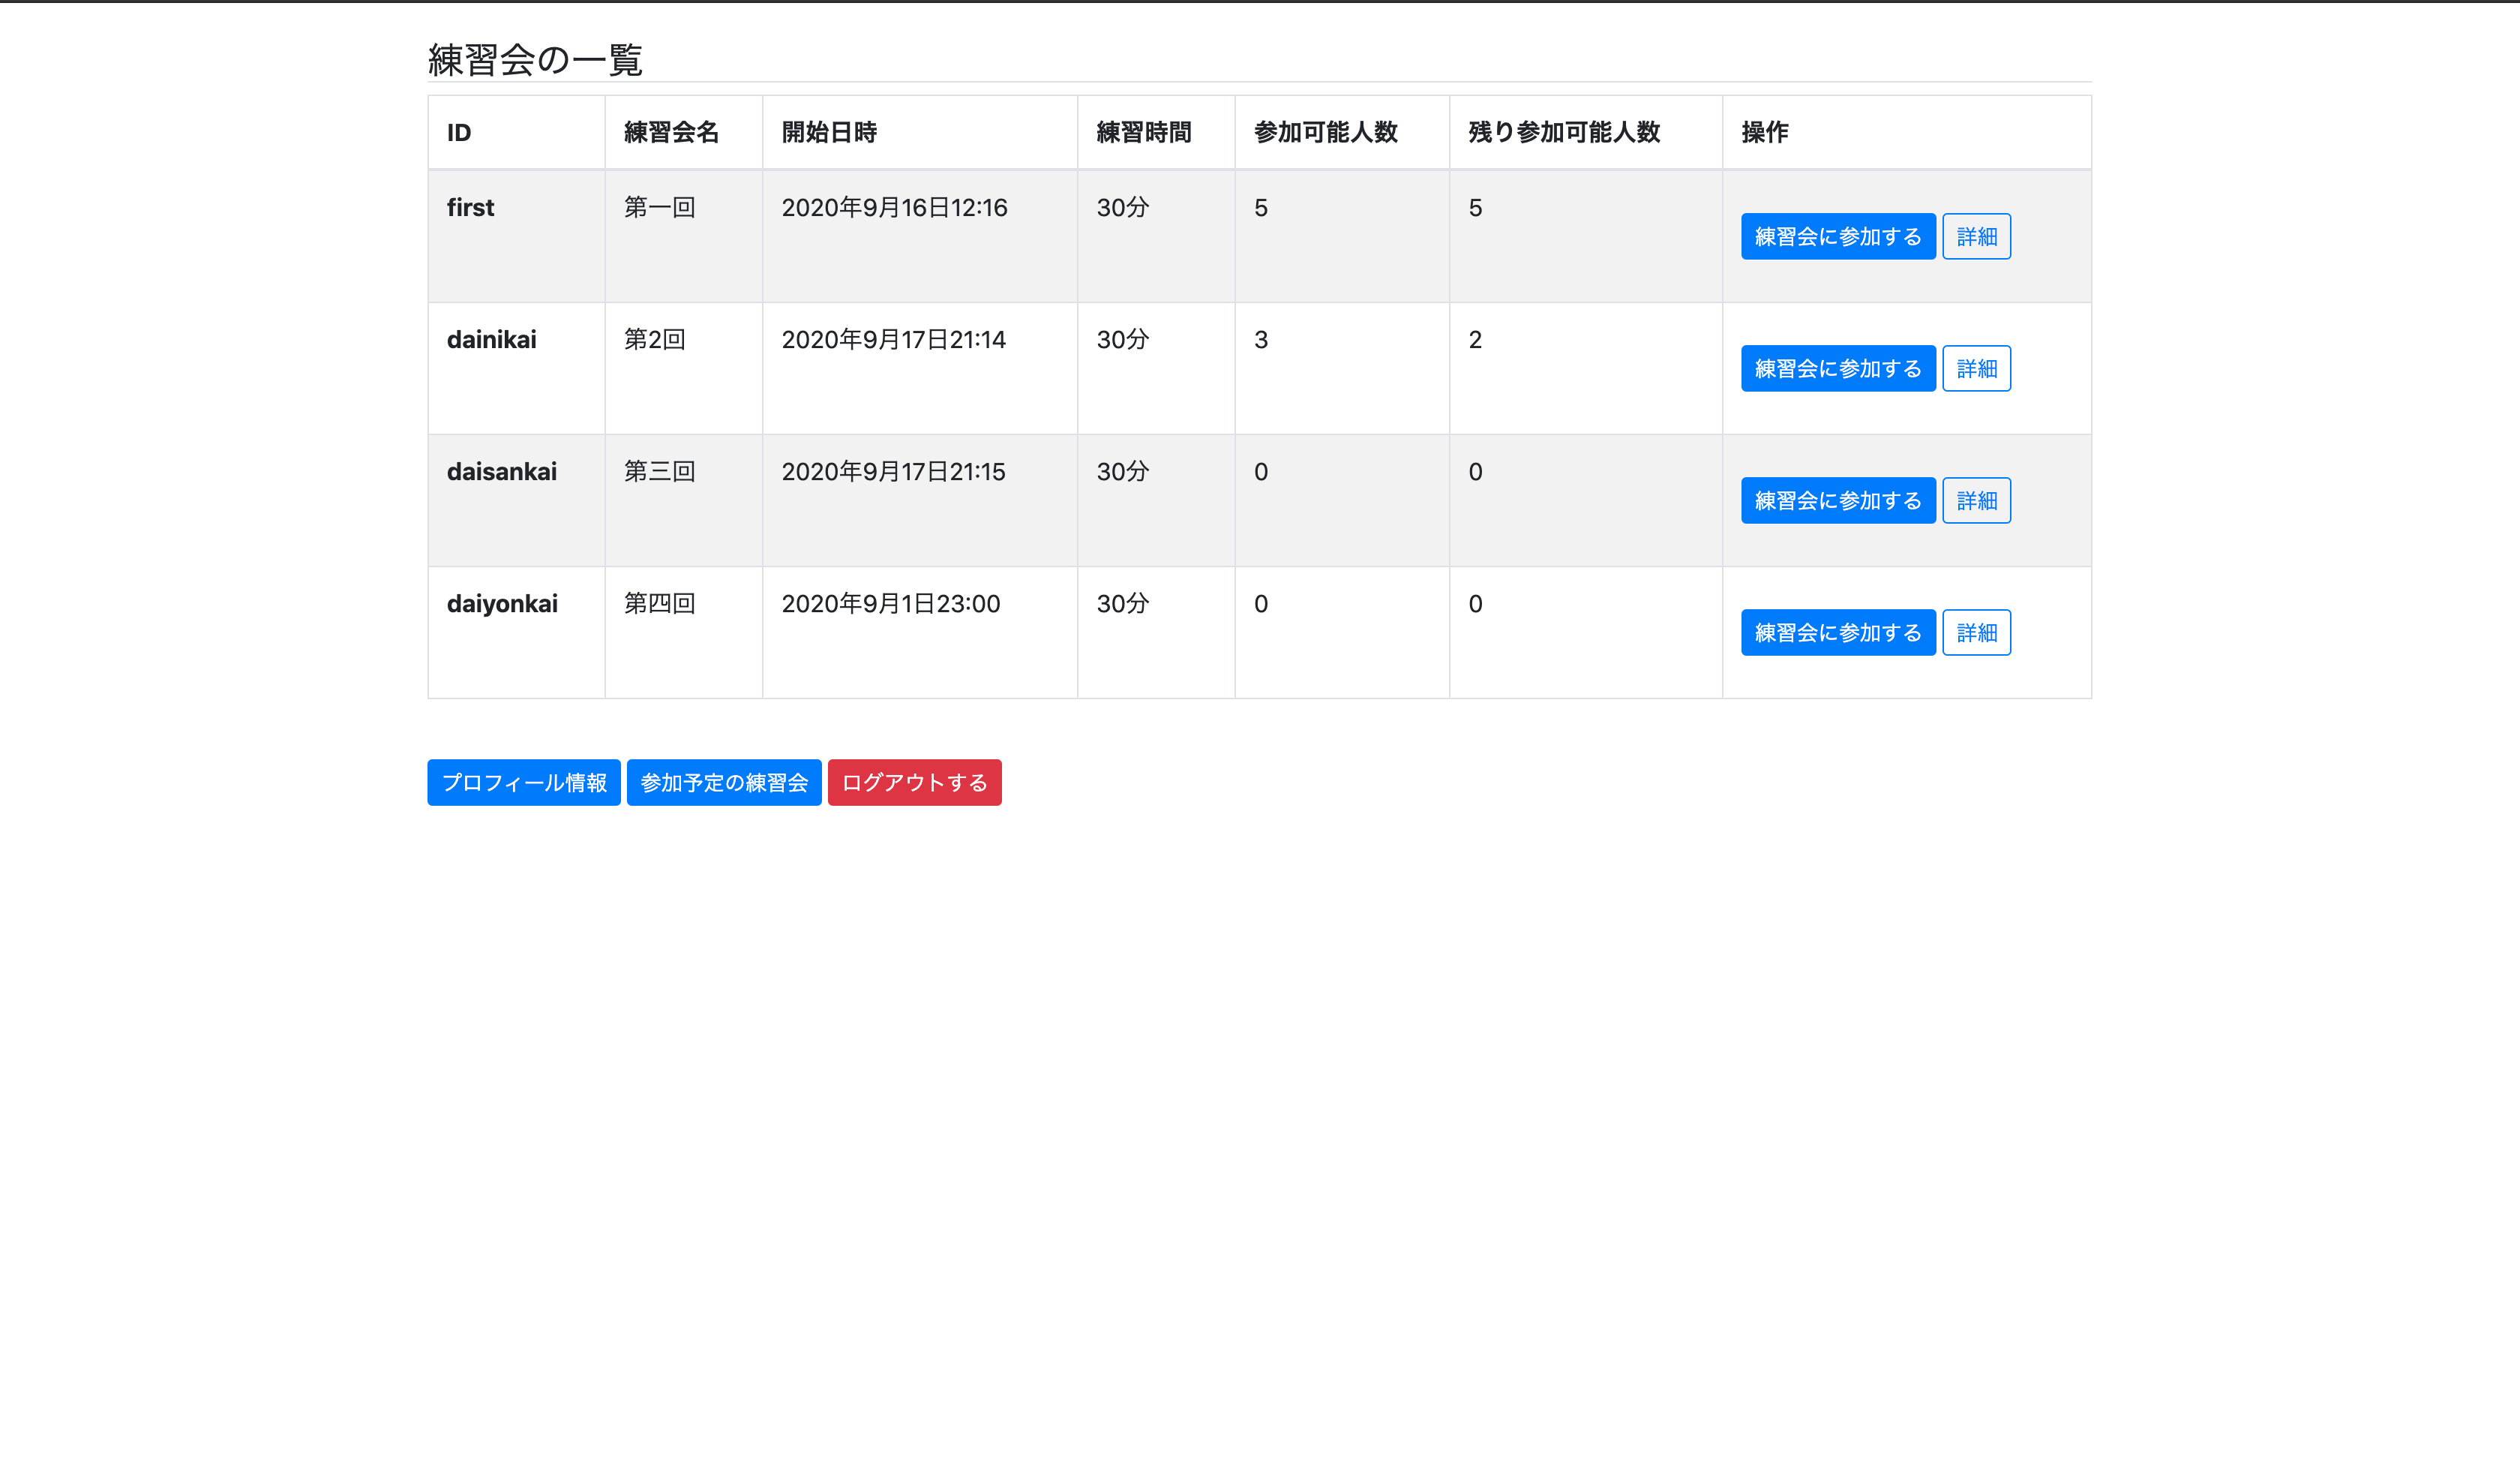 練習会の一覧
ID 練習会名 開始日時 練習時間 参加可能人数 残り参加可能人数 操作
first 第一回 2020年9月16日12:16 30分 5 5 練習会に参加する 詳細
dainikai 第2回 2020年9月17日21:14 30分 3 2 練習会に参加する 詳細
daisankai 第三回 2020年9月17日21:15 30分 0 0 練習会に参加する 詳細
daiyonkai 第四回 2020年9月1日23:00 30分 0 0 練習会に参加する 詳細
プロフィール情報 参加予定の練習会 ログアウトする